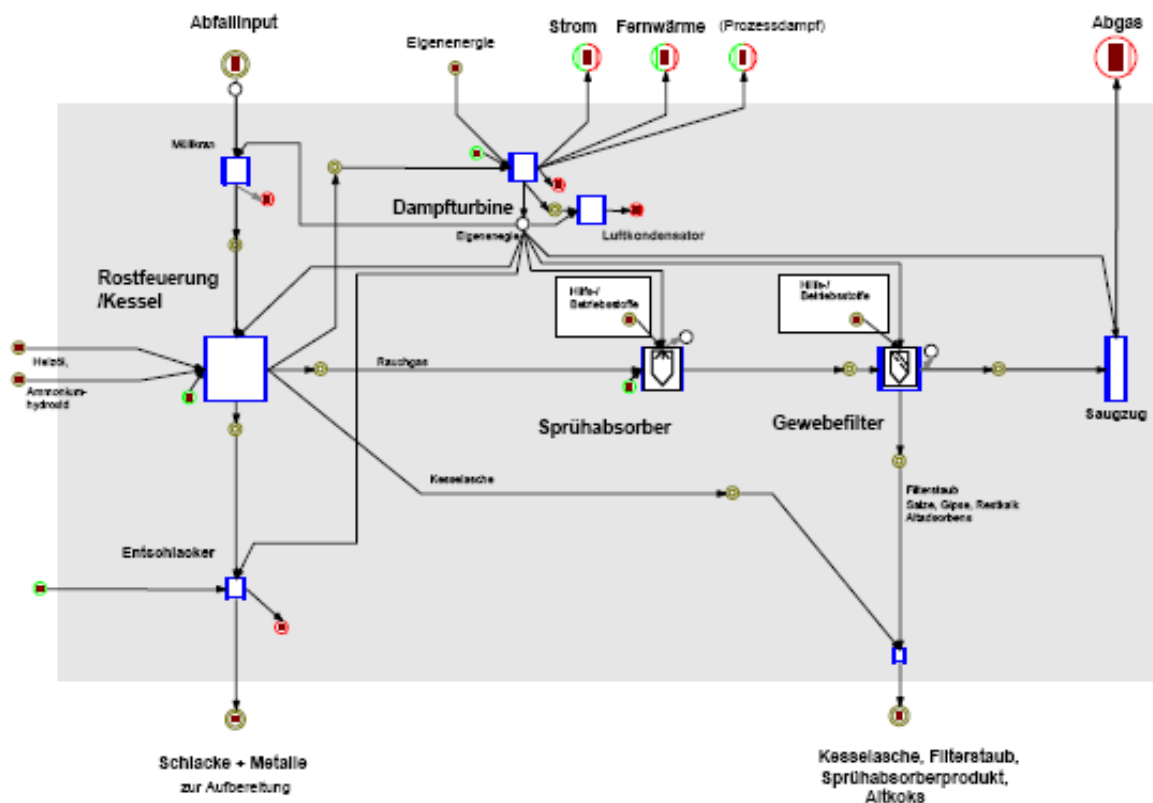 Abfallinput
Eigenenergie
Strom
Fernwärme
(Prozessdampf)
Abgas
Müllkran
Dampfturbine
Eigenenergie
Luftkondensator
Rostfeuerung
/Kessel
Hilfs-/
Betriebsstoffe
Hilfs-/
Betriebsstoffe
Heizöl,
Ammonium-
hydroxid
Rauchgas
Sprühabsorber
Gewebefilter
Saugzug
Kesselasche
Filterstaub
Salze, Gipse, Restkalk
Altadsorbens
Entschlacker
Schlacke + Metalle
zur Aufbereitung
Kesselasche, Filterstaub,
Sprühabsorberprodukt,
Altkoks